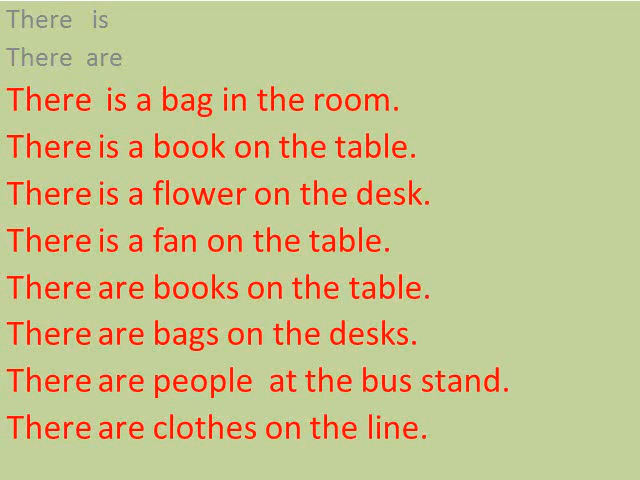 There is
There are
There is a bag in the room.
There is a book on the table.
There is a flower on the desk.
There is a fan on the table.
There are books on the table.
There are bags on the desks.
There are people at the bus stand.
There are clothes on the line.